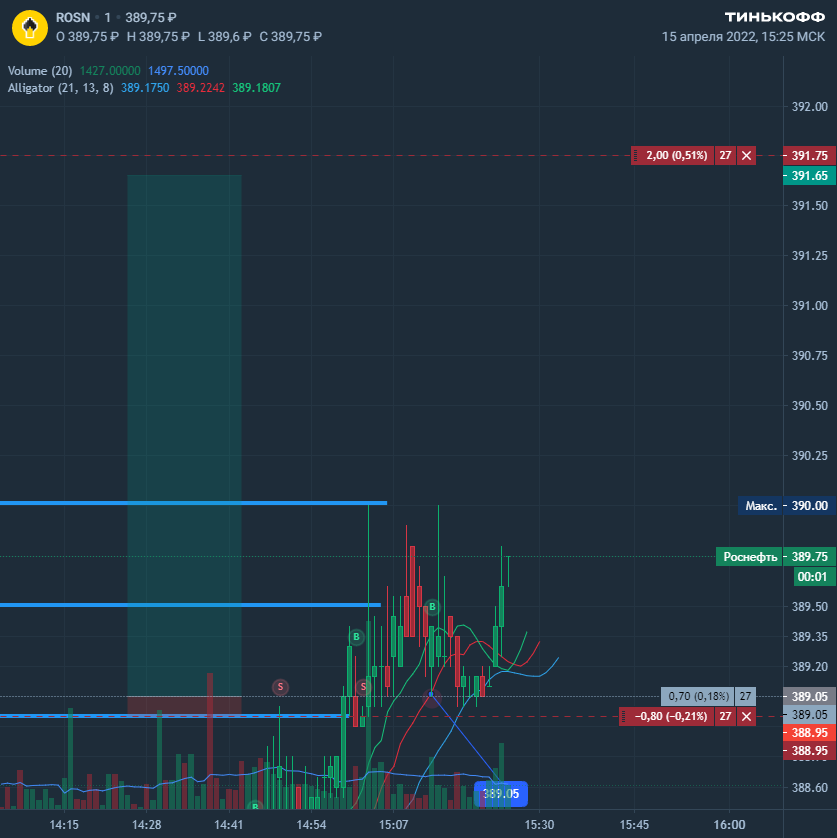 ROSN · 1 · 389,75 ₽
ТИНЬКОФФ
O 389,75 ₽ H 389,75 ₽ L 389,6 ₽ C 389,75 ₽
15 апреля 2022, 15:25 МСК
Volume (20) 1427.00000 1497.50000
Alligator (21, 13, 8) 389.1750 389.2242 389.1807
392.00
2,00 (0,51%) 27 391.75
391.65
391.50
391.25
391.00
390.75
390.50
390.25
Макс. 390.00
Роснефть 389.75
00:01
389.50
B
B
389.35
389.20
S
S
0,70 (0,18%) 27 389.05
389.05
−0,80 (−0,21%) 27
388.95
388.95
388.60
389.05
B
14:15 14:28 14:41 14:54 15:07 15:30 15:45 16:00